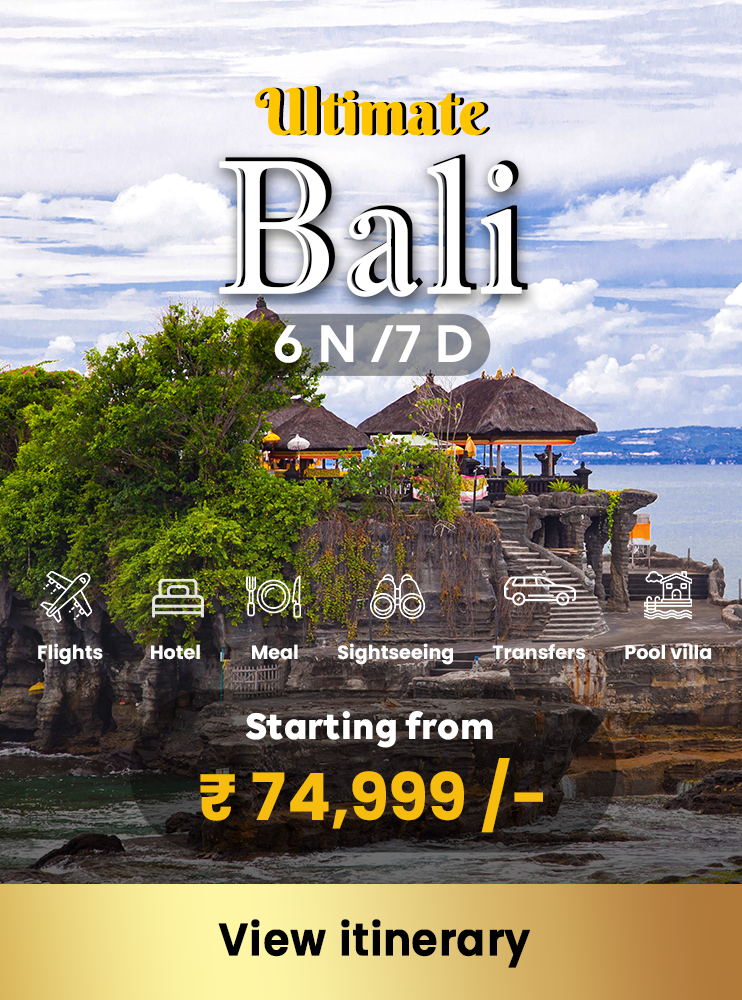 Ultimate
Bali
6 N /7 D
Flights Hotel Meal Sightseeing Transfers Pool villa
Starting from
₹ 74,999 /-
View itinerary